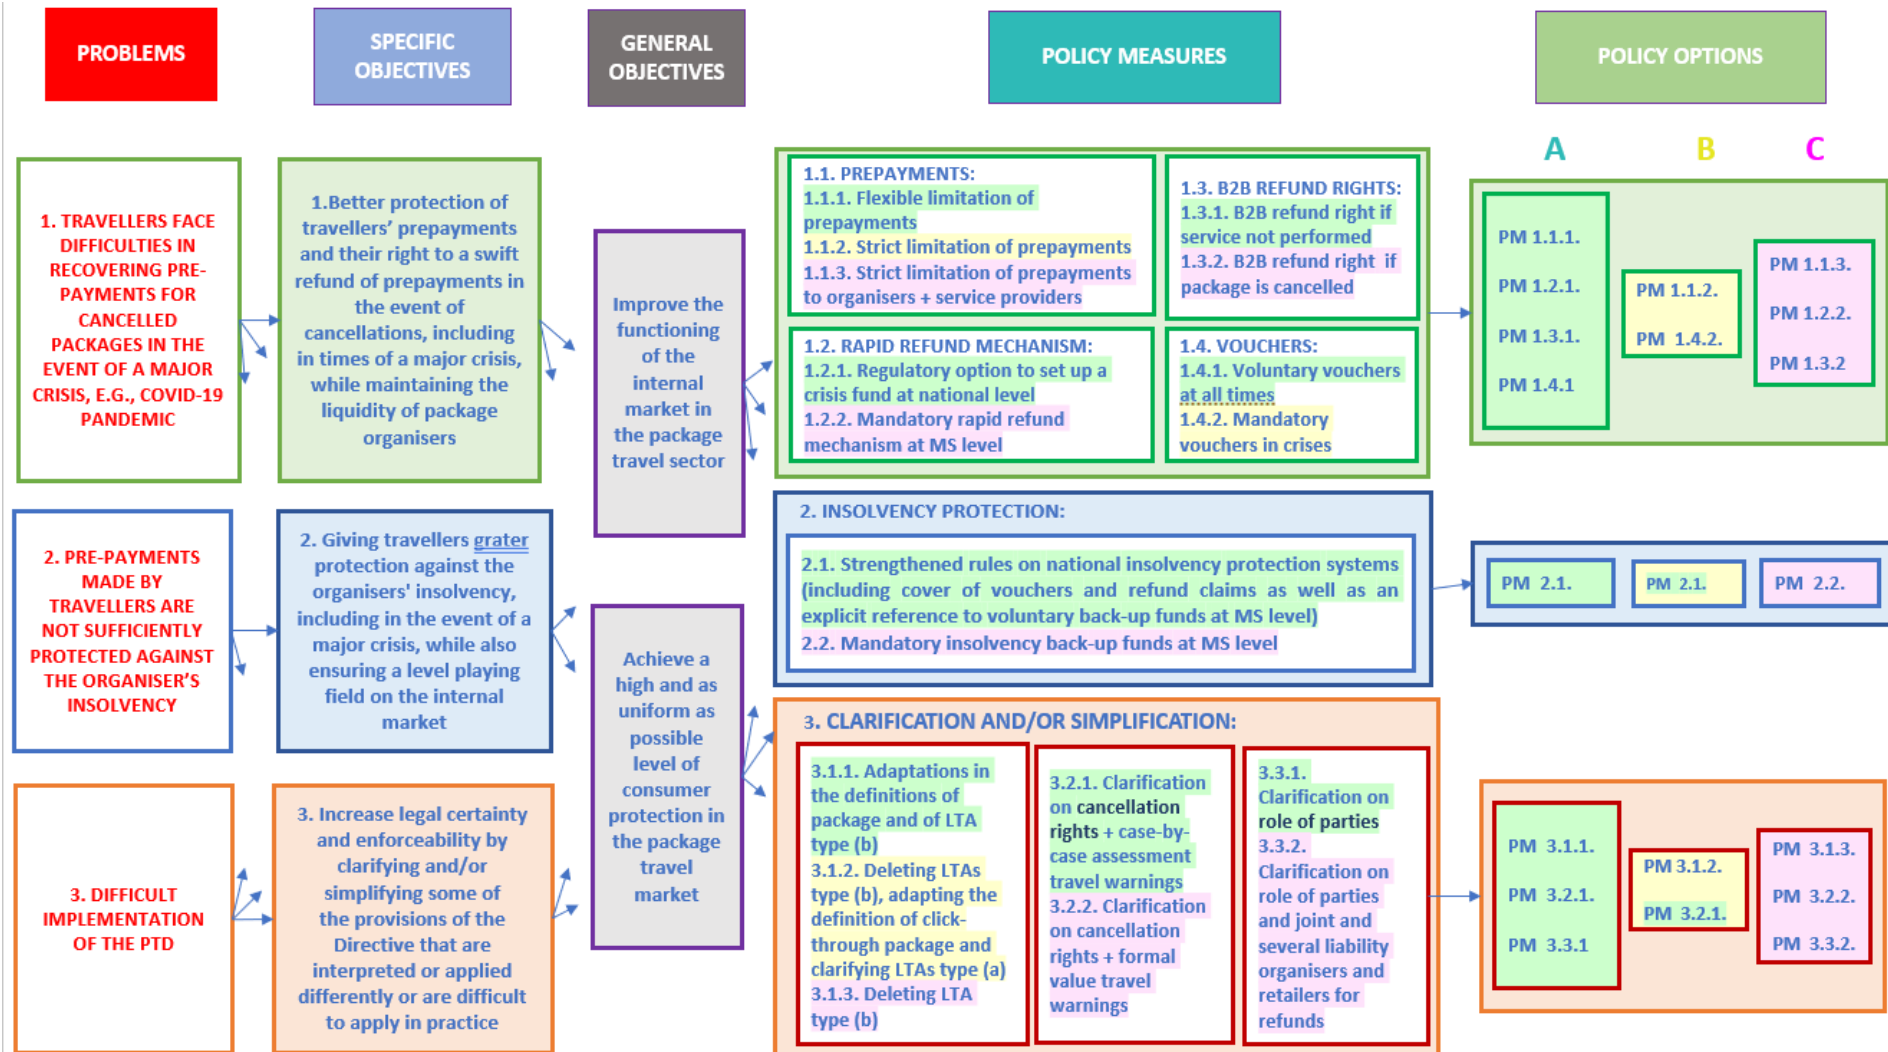 PROBLEMS
SPECIFIC
OBJECTIVES
GENERAL
OBJECTIVES
POLICY MEASURES
POLICY OPTIONS
A
B
C
1. TRAVELLERS FACE
DIFFICULTIES IN
RECOVERING PRE-
PAYMENTS FOR
CANCELLED
PACKAGES IN THE
EVENT OF A MAJOR
CRISIS, E.G., COVID-19
PANDEMIC
1.Better protection of
travellers’ prepayments
and their right to a swift
refund of prepayments in
the event of
cancellations, including
in times of a major crisis,
while maintaining the
liquidity of package
organisers
Improve the
functioning
of the
internal
market in
the package
travel sector
1.1. PREPAYMENTS:
1.1.1. Flexible limitation of
prepayments
1.1.2. Strict limitation of prepayments
1.1.3. Strict limitation of prepayments
to organisers + service providers
1.3. B2B REFUND RIGHTS:
1.3.1. B2B refund right if
service not performed
1.3.2. B2B refund right if
package is cancelled
1.2. RAPID REFUND MECHANISM:
1.2.1. Regulatory option to set up a
crisis fund at national level
1.2.2. Mandatory rapid refund
mechanism at MS level
1.4. VOUCHERS:
1.4.1. Voluntary vouchers
at all times
1.4.2. Mandatory
vouchers in crises
PM 1.1.1.
PM 1.2.1.
PM 1.3.1.
PM 1.4.1
PM 1.1.2.
PM 1.4.2.
PM 1.1.3.
PM 1.2.2.
PM 1.3.2
2. PRE-PAYMENTS
MADE BY
TRAVELLERS ARE
NOT SUFFICIENTLY
PROTECTED AGAINST
THE ORGANISER’S
INSOLVENCY
2. Giving travellers grater
protection against the
organisers' insolvency,
including in the event of a
major crisis, while also
ensuring a level playing
field on the internal
market
Achieve a
high and as
uniform as
possible
level of
consumer
protection in
the package
travel
market
2. INSOLVENCY PROTECTION:
2.1. Strengthened rules on national insolvency protection systems
(including cover of vouchers and refund claims as well as an
explicit reference to voluntary back-up funds at MS level)
2.2. Mandatory insolvency back-up funds at MS level
PM 2.1.
PM 2.1.
PM 2.2.
3. DIFFICULT
IMPLEMENTATION
OF THE PTD
3. Increase legal certainty
and enforceability by
clarifying and/or
simplifying some of
the provisions of the
Directive that are
interpreted or applied
differently or are difficult
to apply in practice
3. CLARIFICATION AND/OR SIMPLIFICATION:
3.1.1. Adaptations in
the definitions of
package and of LTA
type (b)
3.1.2. Deleting LTAs
type (b), adapting the
definition of click-
through package and
clarifying LTAs type (a)
3.1.3. Deleting LTA
type (b)
3.2.1. Clarification
on cancellation
rights + case-by-
case assessment
travel warnings
3.2.2. Clarification
on cancellation
rights + formal
value travel
warnings
3.3.1.
Clarification on
role of parties
3.3.2.
Clarification on
role of parties
and joint and
several liability
organisers and
retailers for
refunds
PM 3.1.1.
PM 3.2.1.
PM 3.3.1
PM 3.1.2.
PM 3.2.1.
PM 3.1.3.
PM 3.2.2.
PM 3.3.2.